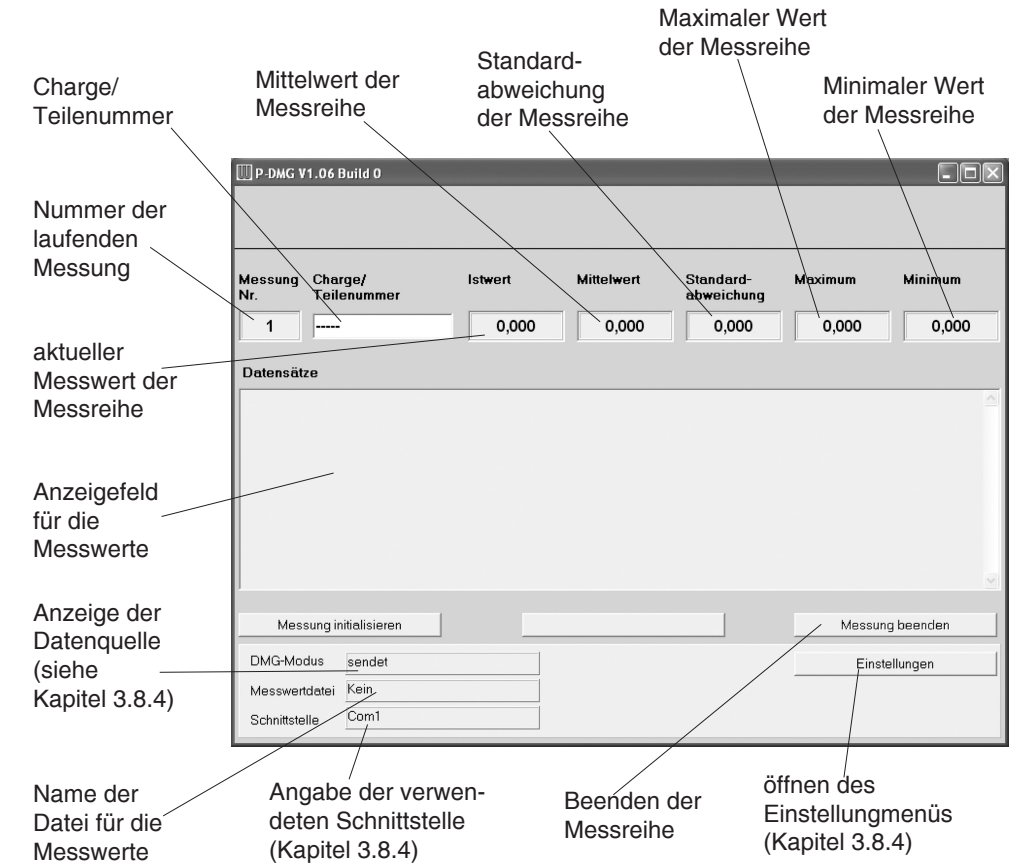 Maximaler Wert
der Messreihe
Standard-
abweichung
der Messreihe
Mittelwert der
Messreihe
Charge/
Teilenummer
Minimaler Wert
der Messreihe
P-DMG V1.06 Build 0
Nummer der
laufenden
Messung
Messung
Nr.
Charge/
Teilenummer
Istwert
Mittelwert
Standard-
abweichung
Maximum
Minimum
1
-----
0,000
0,000
0,000
0,000
0,000
aktueller
Messwert der
Messreihe
Datensätze
Anzeigefeld
für die
Messwerte
Anzeige der
Datenquelle
(siehe
Kapitel 3.8.4)
Messung initialisieren
Messung beenden
DMG-Modus
sendet
Einstellungen
Messwertdatei
Kein
Schnittstelle
Com1
Name der
Datei für die
Messwerte
Angabe der verwen-
deten Schnittstelle
(Kapitel 3.8.4)
Beenden der
Messreihe
öffnen des
Einstellungmenüs
(Kapitel 3.8.4)